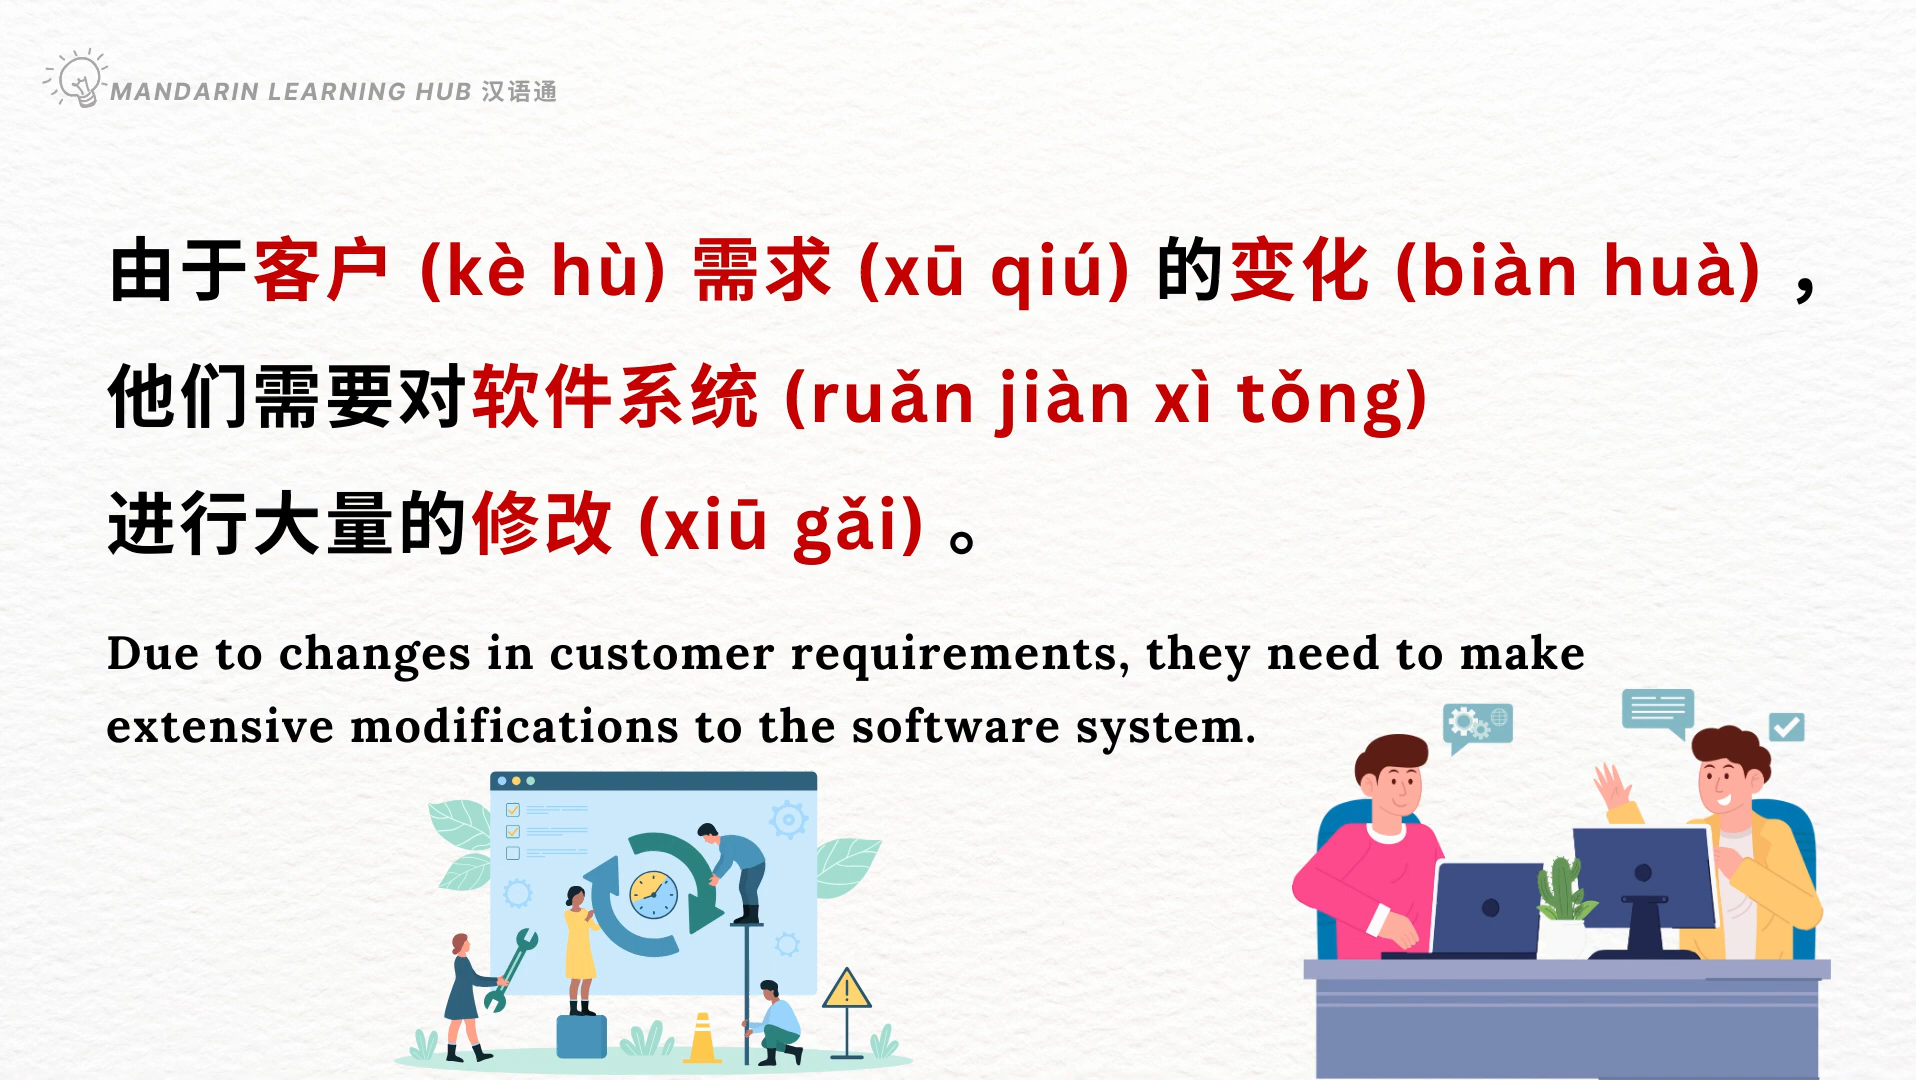 MANDARIN LEARNING HUB 汉语通
由于客户 (kè hù) 需求 (xū qiú) 的变化 (biàn huà) ，
他们需要对软件系统 (ruǎn jiàn xì tǒng)
进行大量的修改 (xiū gǎi) 。
Due to changes in customer requirements, they need to make
extensive modifications to the software system.